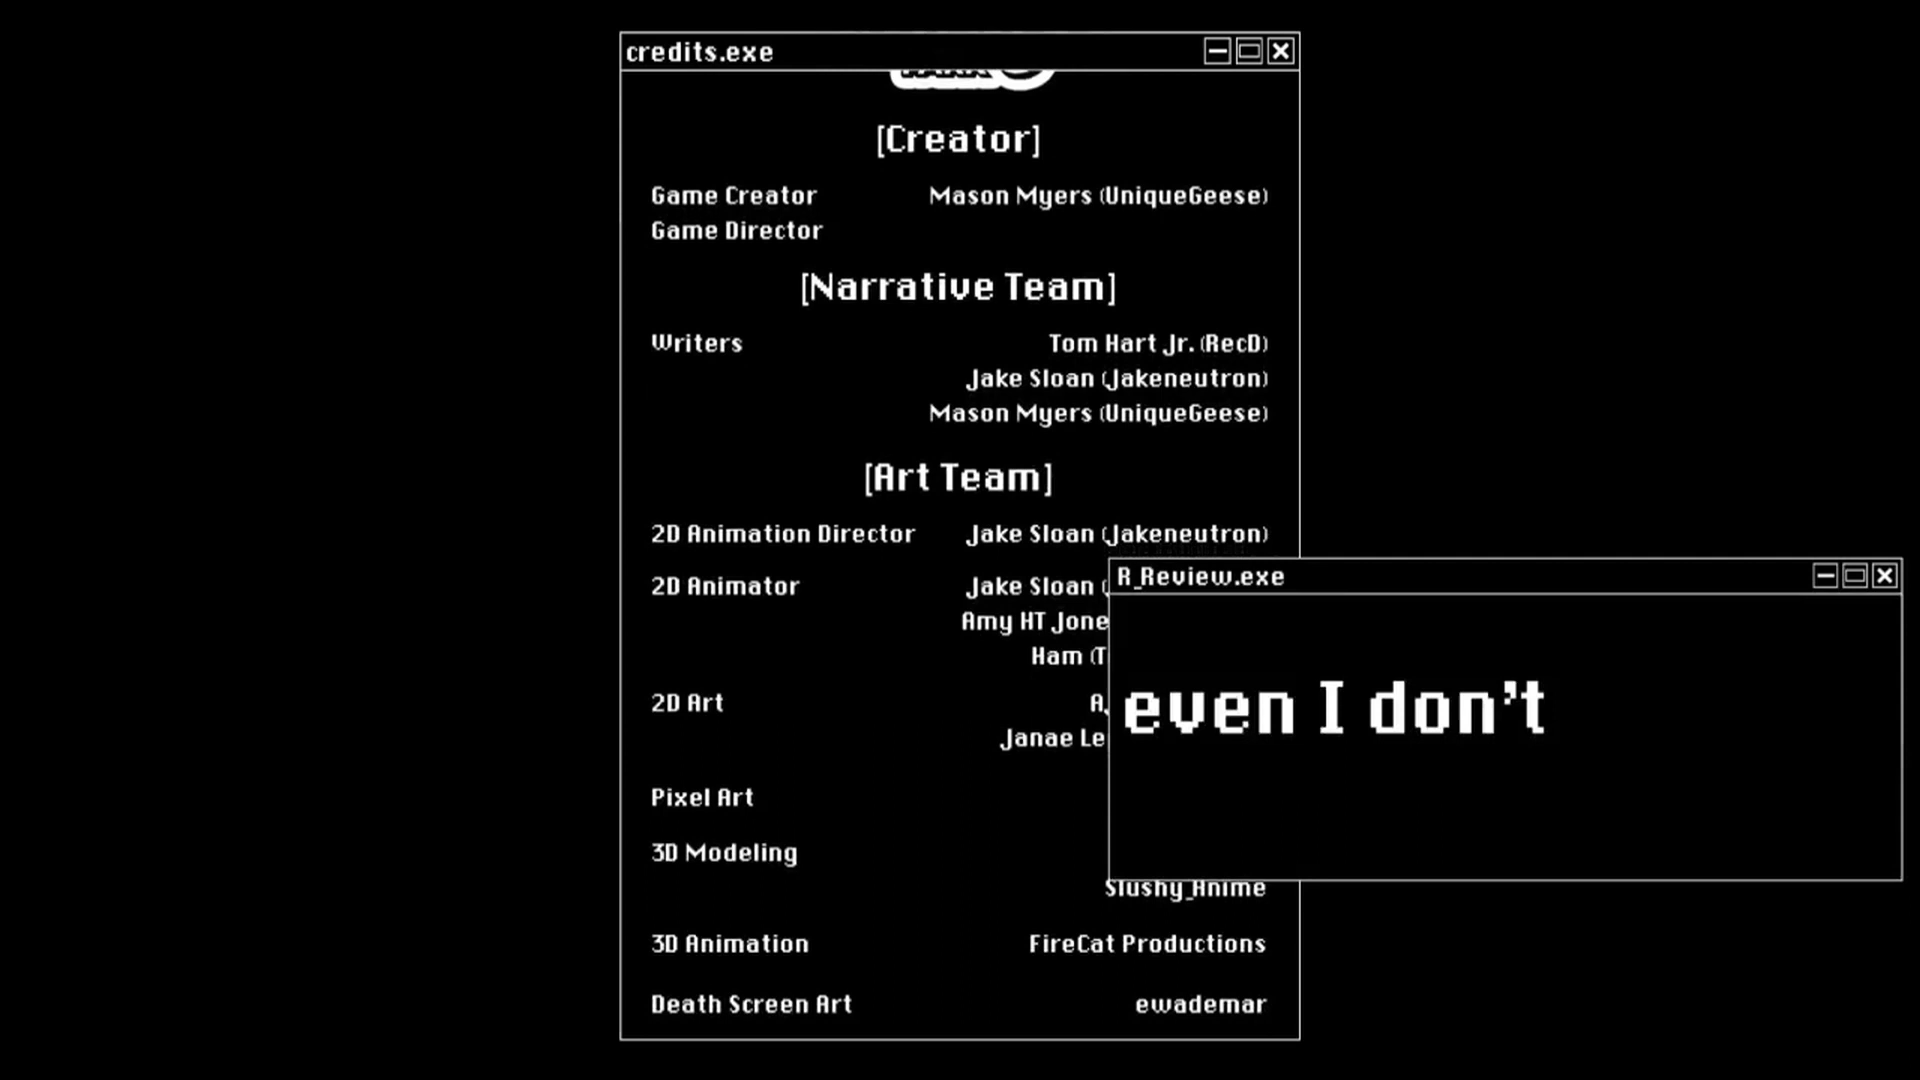 credits.exe
[Creator]
Game Creator Mason Myers (UniqueGeese)
Game Director
[Narrative Team]
Writers Tom Hart Jr. (RecD)
Jake Sloan (Jakeneutron)
Mason Myers (UniqueGeese)
[Art Team]
2D Animation Director Jake Sloan (Jakeneutron)
2D Animator Jake Sloan (
Amy HT Jone
Ham (T
2D Art A
Janae Le
Pixel Art
3D Modeling
Slushy_Anime
3D Animation FireCat Productions
Death Screen Art ewademar
R_Review.exe
even I don't